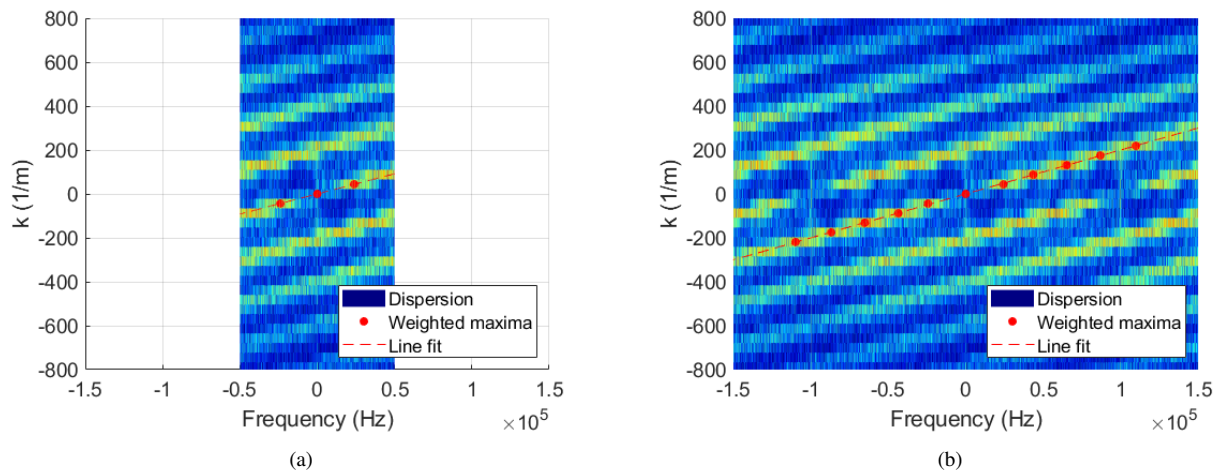 800
600
400
200
0
-200
-400
-600
-800
k (1/m)
-1.5 -1 -0.5 0 0.5 1 1.5
Frequency (Hz)
×10^5
Dispersion
Weighted maxima
Line fit
(a)
800
600
400
200
0
-200
-400
-600
-800
k (1/m)
-1.5 -1 -0.5 0 0.5 1 1.5
Frequency (Hz)
×10^5
Dispersion
Weighted maxima
Line fit
(b)